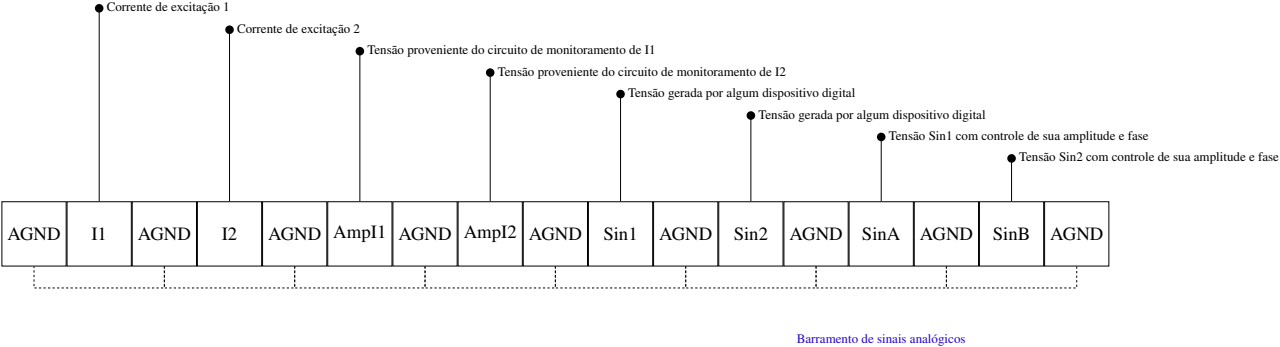 Corrente de excitação 1
Corrente de excitação 2
Tensão proveniente do circuito de monitoramento de I1
Tensão proveniente do circuito de monitoramento de I2
Tensão gerada por algum dispositivo digital
Tensão gerada por algum dispositivo digital
Tensão Sin1 com controle de sua amplitude e fase
Tensão Sin2 com controle de sua amplitude e fase
AGND I1 AGND I2 AGND AmpI1 AGND AmpI2 AGND Sin1 AGND Sin2 AGND SinA AGND SinB AGND
Barramento de sinais analógicos